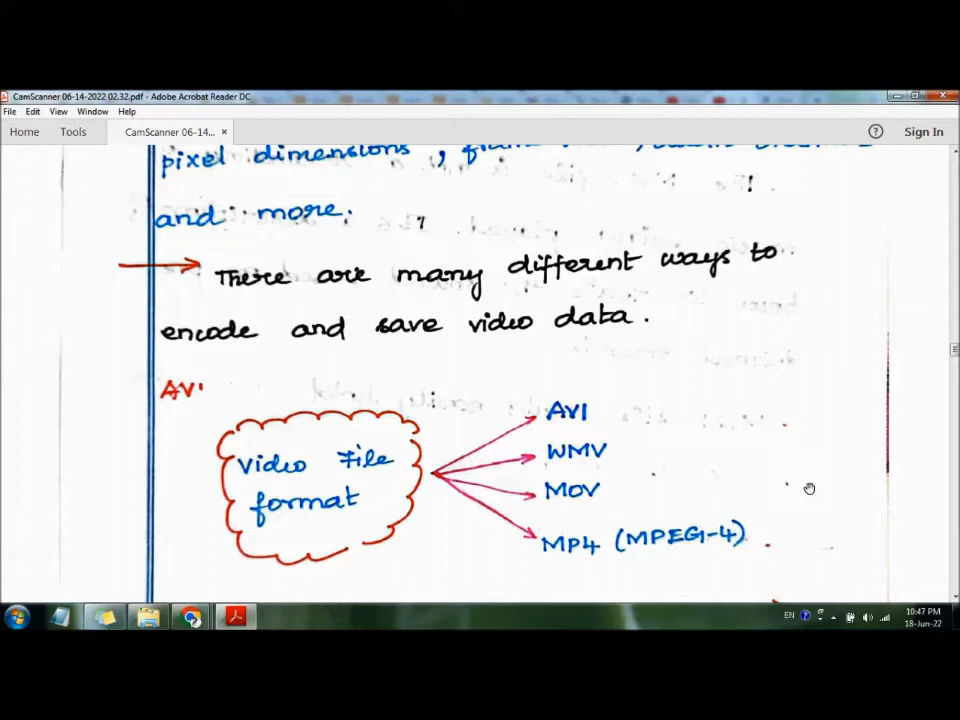 CamScanner 06-14-2022 02.32.pdf - Adobe Acrobat Reader DC
File Edit View Window Help
Home Tools CamScanner 06-14... × Sign In
pixel dimensions ,
and more.
There are many different ways to
encode and save video data.
AVI
Video File
format
AVI
WMV
MOV
MP4 (MPEG-4)
EN
10:47 PM
18-Jun-22